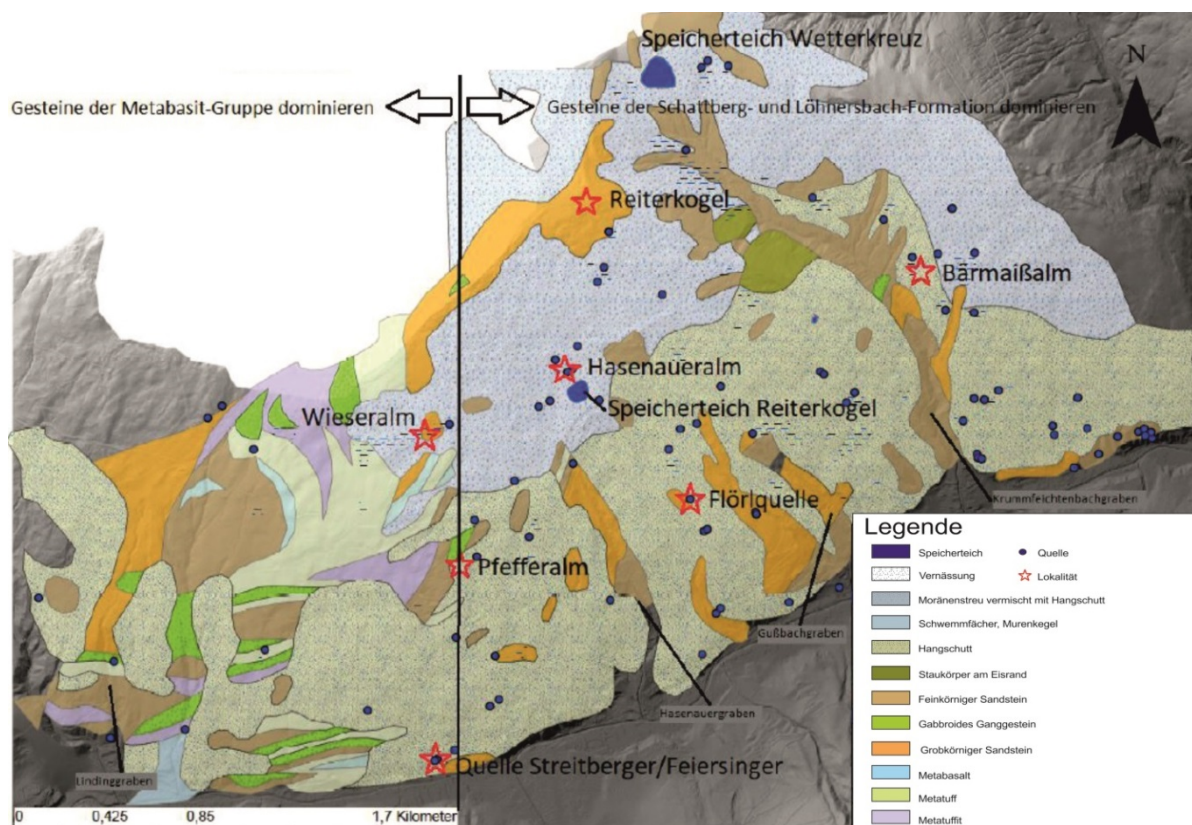 Speicherteich Wetterkreuz
N
Gesteine der Metabasit-Gruppe dominieren
Gesteine der Schattberg- und Löhnersbach-Formation dominieren
Reiterkogel
Bärmaißalm
Hasenaueralm
Speicherteich Reiterkogel
Wieseralm
Krummfeichtenbachgraben
Flörlquelle
Pfefferalm
Gußbachgraben
Hasenauergraben
Lindinggraben
Quelle Streitberger/Feiersinger
0 0,425 0,85 1,7 Kilometer
Legende
Speicherteich
Quelle
Vernässung
Lokalität
Moränenstreu vermischt mit Hangschutt
Schwemmfächer, Murenkegel
Hangschutt
Staukörper am Eisrand
Feinkörniger Sandstein
Gabbroides Ganggestein
Grobkörniger Sandstein
Metabasalt
Metatuff
Metatuffit